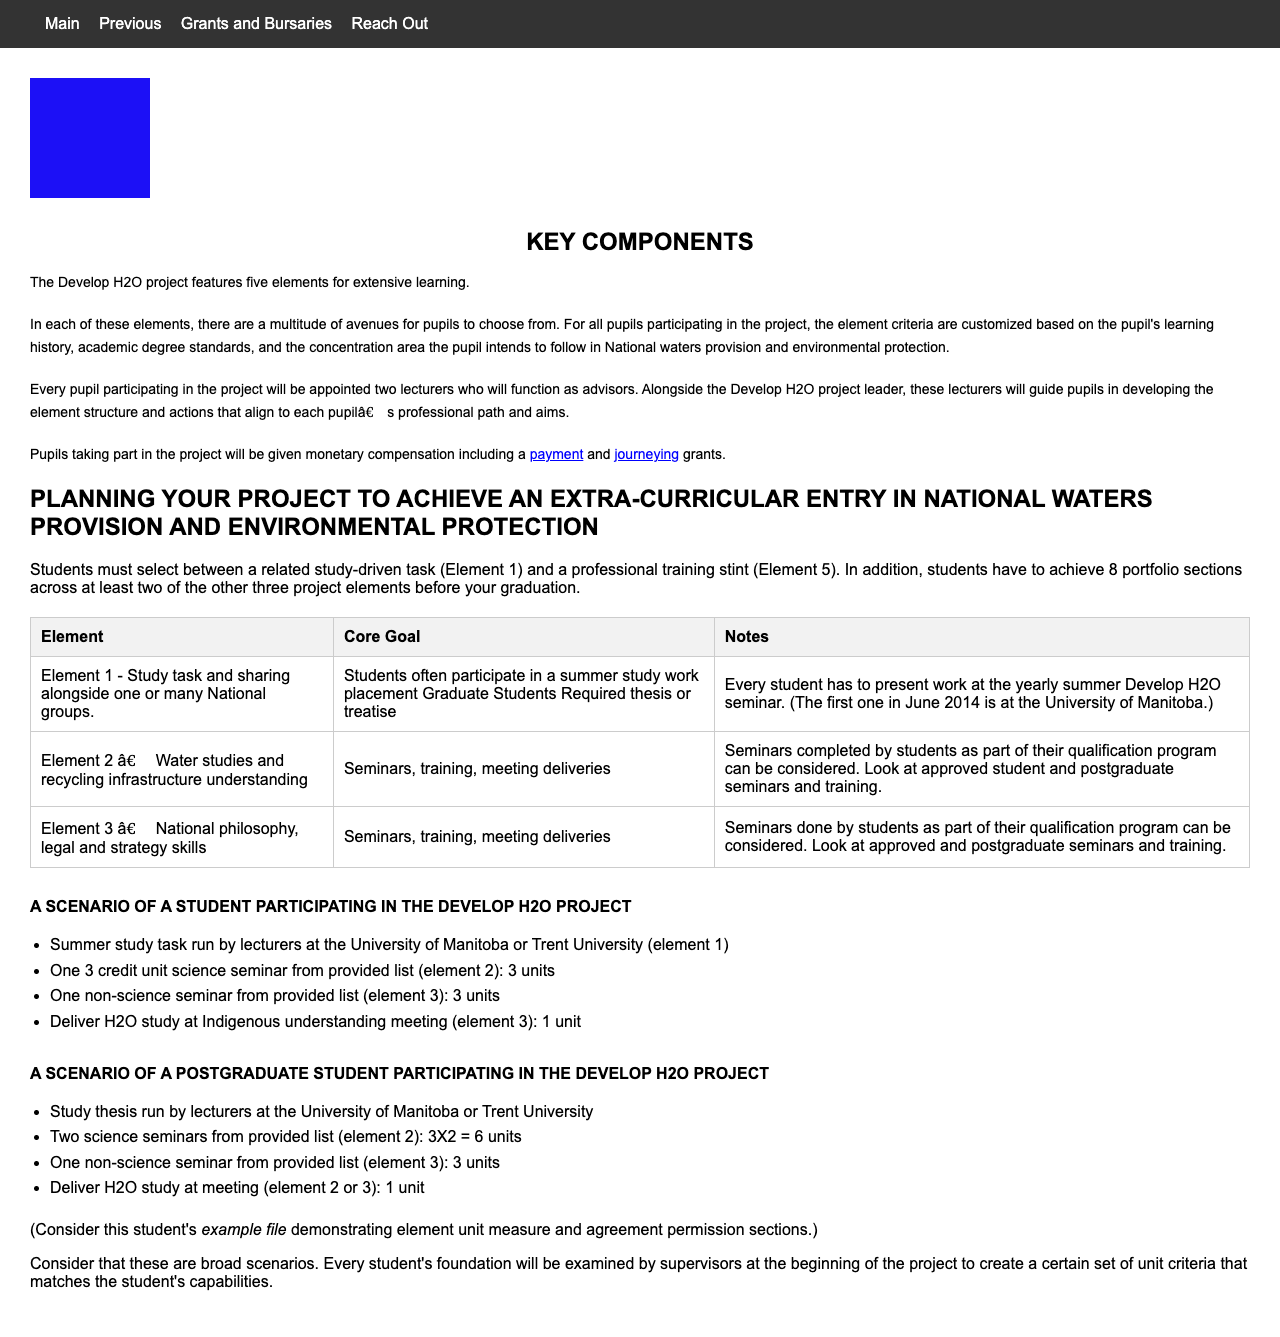 Main Previous Grants and Bursaries Reach Out
KEY COMPONENTS
The Develop H2O project features five elements for extensive learning.
In each of these elements, there are a multitude of avenues for pupils to choose from. For all pupils participating in the project, the element criteria are customized based on the pupil's learning
history, academic degree standards, and the concentration area the pupil intends to follow in National waters provision and environmental protection.
Every pupil participating in the project will be appointed two lecturers who will function as advisors. Alongside the Develop H2O project leader, these lecturers will guide pupils in developing the
element structure and actions that align to each pupilâ€ s professional path and aims.
Pupils taking part in the project will be given monetary compensation including a payment and journeying grants.
PLANNING YOUR PROJECT TO ACHIEVE AN EXTRA-CURRICULAR ENTRY IN NATIONAL WATERS
PROVISION AND ENVIRONMENTAL PROTECTION
Students must select between a related study-driven task (Element 1) and a professional training stint (Element 5). In addition, students have to achieve 8 portfolio sections
across at least two of the other three project elements before your graduation.
Element
Core Goal
Notes
Element 1 - Study task and sharing
alongside one or many National
groups.
Students often participate in a summer study work
placement Graduate Students Required thesis or
treatise
Every student has to present work at the yearly summer Develop H2O
seminar. (The first one in June 2014 is at the University of Manitoba.)
Element 2 â€ Water studies and
recycling infrastructure understanding
Seminars, training, meeting deliveries
Seminars completed by students as part of their qualification program
can be considered. Look at approved student and postgraduate
seminars and training.
Element 3 â€ National philosophy,
legal and strategy skills
Seminars, training, meeting deliveries
Seminars done by students as part of their qualification program can be
considered. Look at approved and postgraduate seminars and training.
A SCENARIO OF A STUDENT PARTICIPATING IN THE DEVELOP H2O PROJECT
• Summer study task run by lecturers at the University of Manitoba or Trent University (element 1)
• One 3 credit unit science seminar from provided list (element 2): 3 units
• One non-science seminar from provided list (element 3): 3 units
• Deliver H2O study at Indigenous understanding meeting (element 3): 1 unit
A SCENARIO OF A POSTGRADUATE STUDENT PARTICIPATING IN THE DEVELOP H2O PROJECT
• Study thesis run by lecturers at the University of Manitoba or Trent University
• Two science seminars from provided list (element 2): 3X2 = 6 units
• One non-science seminar from provided list (element 3): 3 units
• Deliver H2O study at meeting (element 2 or 3): 1 unit
(Consider this student's example file demonstrating element unit measure and agreement permission sections.)
Consider that these are broad scenarios. Every student's foundation will be examined by supervisors at the beginning of the project to create a certain set of unit criteria that
matches the student's capabilities.